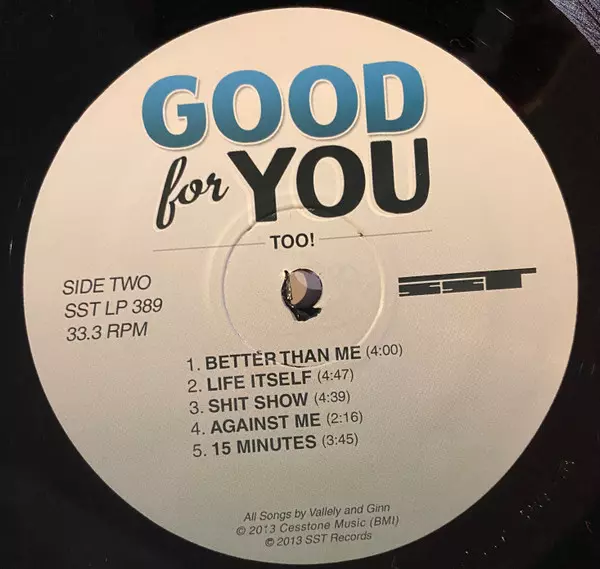 GOOD
for YOU
TOO!
SIDE TWO
SST LP 389
33.3 RPM
SST
1. BETTER THAN ME (4:00)
2. LIFE ITSELF (4:47)
3. SHIT SHOW (4:39)
4. AGAINST ME (2:16)
5. 15 MINUTES (3:45)
All Songs by Vallely and Ginn
© 2013 Cesstone Music (BMI)
© 2013 SST Records